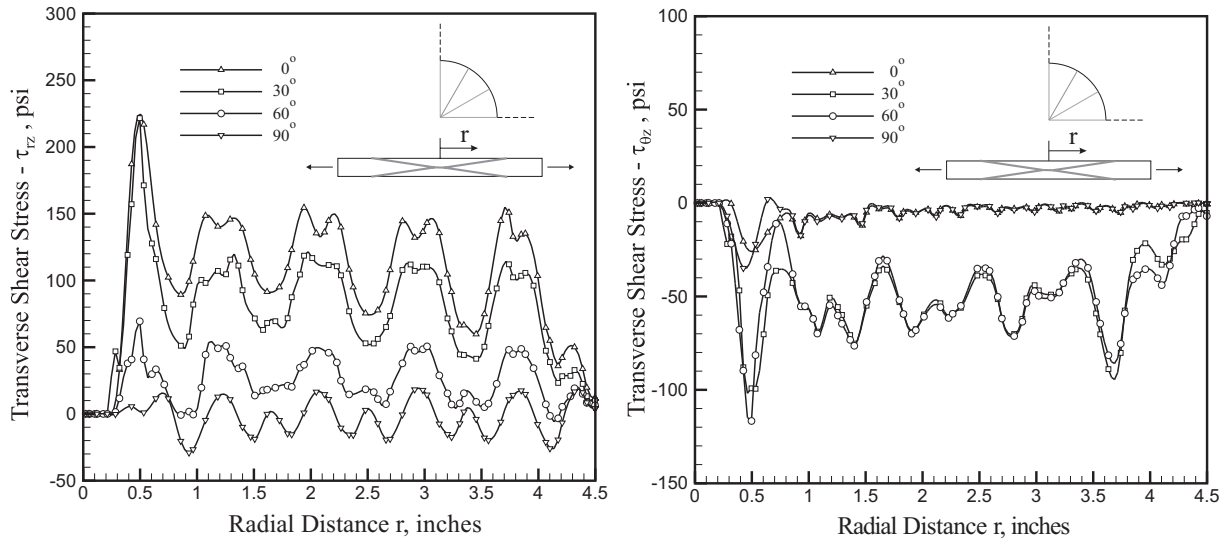 300
250
200
150
100
50
0
-50
Transverse Shear Stress - τrz , psi
0°
30°
60°
90°
r
0 0.5 1 1.5 2 2.5 3 3.5 4 4.5
Radial Distance r, inches
100
50
0
-50
-100
-150
Transverse Shear Stress - τθz , psi
0°
30°
60°
90°
r
0 0.5 1 1.5 2 2.5 3 3.5 4 4.5
Radial Distance r, inches